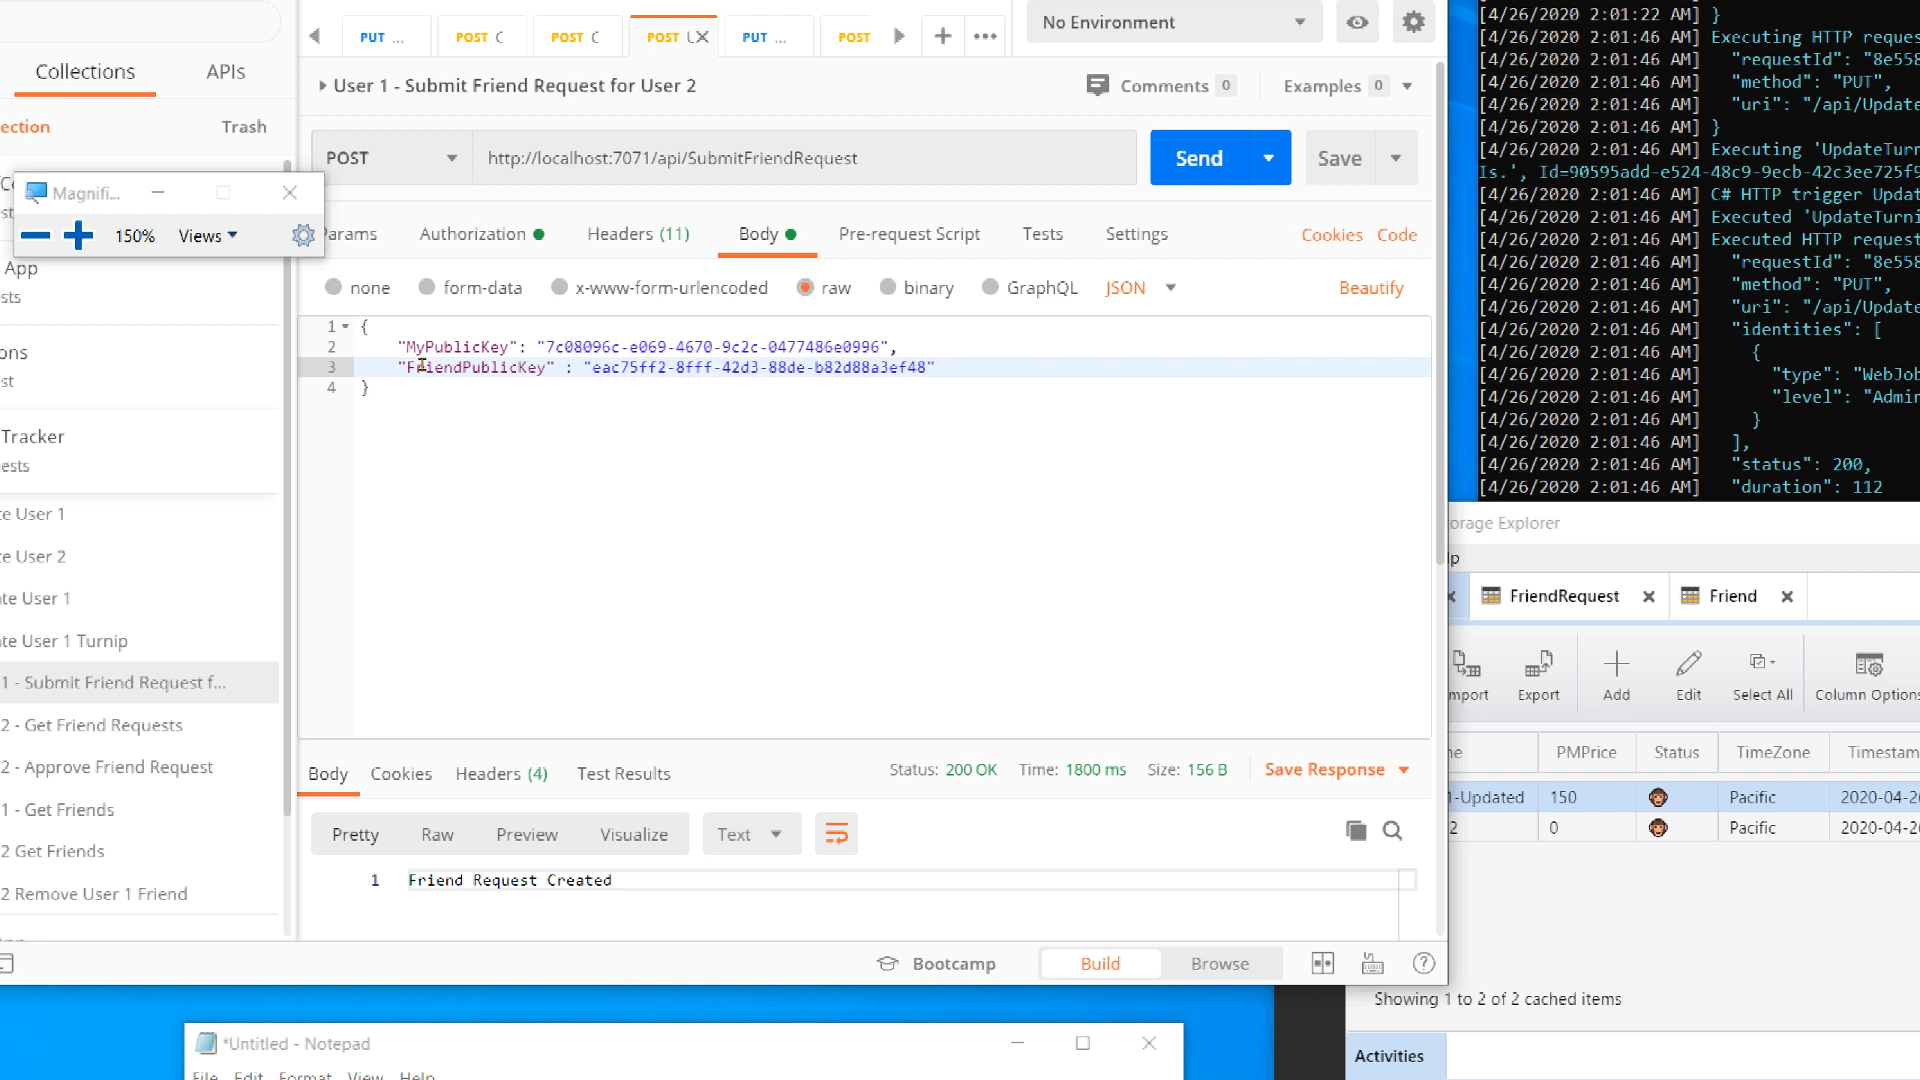 PUT ...
POST C
POST C
POST
PUT ...
POST
•••
No Environment
Collections
APIs
User 1 - Submit Friend Request for User 2
Comments 0
Examples 0
ection
Trash
POST
http://localhost:7071/api/SubmitFriendRequest
Send
Save
Magnifi...
150%
Views
Params
Authorization
Headers (11)
Body
Pre-request Script
Tests
Settings
Cookies
Code
App
sts
none
form-data
x-www-form-urlencoded
raw
binary
GraphQL
JSON
Beautify
1 {
2 "MyPublicKey": "7c08096c-e069-4670-9c2c-0477486e0996",
3 "FriendPublicKey" : "eac75ff2-8fff-42d3-88de-b82d88a3ef48"
4 }
ons
st
Tracker
ests
te User 1
te User 2
te User 1
te User 1 Turnip
1 - Submit Friend Request f...
2 - Get Friend Requests
2 - Approve Friend Request
1 - Get Friends
2 Get Friends
2 Remove User 1 Friend
Body
Cookies
Headers (4)
Test Results
Status: 200 OK
Time: 1800 ms
Size: 156 B
Save Response
Pretty
Raw
Preview
Visualize
Text
1 Friend Request Created
Bootcamp
Build
Browse
*Untitled - Notepad
File Edit Format View Help
[4/26/2020 2:01:22 AM] }
[4/26/2020 2:01:46 AM] Executing HTTP reques
[4/26/2020 2:01:46 AM] "requestId": "8e558
[4/26/2020 2:01:46 AM] "method": "PUT",
[4/26/2020 2:01:46 AM] "uri": "/api/Update
[4/26/2020 2:01:46 AM] }
[4/26/2020 2:01:46 AM] Executing 'UpdateTurn
Is.', Id=90595add-e524-48c9-9ecb-42c3ee725f9
[4/26/2020 2:01:46 AM] C# HTTP trigger Updat
[4/26/2020 2:01:46 AM] Executed 'UpdateTurni
[4/26/2020 2:01:46 AM] Executed HTTP request
[4/26/2020 2:01:46 AM] "requestId": "8e558
[4/26/2020 2:01:46 AM] "method": "PUT",
[4/26/2020 2:01:46 AM] "uri": "/api/Update
[4/26/2020 2:01:46 AM] "identities": [
[4/26/2020 2:01:46 AM] {
[4/26/2020 2:01:46 AM] "type": "WebJob
[4/26/2020 2:01:46 AM] "level": "Admin
[4/26/2020 2:01:46 AM] }
[4/26/2020 2:01:46 AM] ],
[4/26/2020 2:01:46 AM] "status": 200,
[4/26/2020 2:01:46 AM] "duration": 112
orage Explorer
lp
FriendRequest
Friend
mport
Export
Add
Edit
Select All
Column Options
me PMPrice Status TimeZone Timestam
1-Updated 150 Pacific 2020-04-26
2 0 Pacific 2020-04-26
Showing 1 to 2 of 2 cached items
Activities